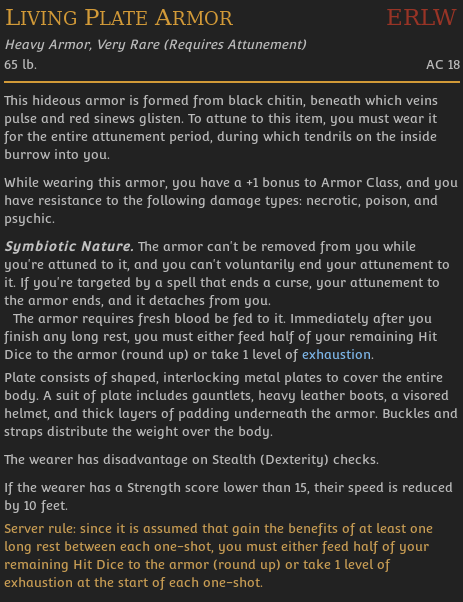 Living Plate Armor ERLW
Heavy Armor, Very Rare (Requires Attunement)
65 lb. AC 18
This hideous armor is formed from black chitin, beneath which veins
pulse and red sinews glisten. To attune to this item, you must wear it
for the entire attunement period, during which tendrils on the inside
burrow into you.
While wearing this armor, you have a +1 bonus to Armor Class, and you
have resistance to the following damage types: necrotic, poison, and
psychic.
Symbiotic Nature. The armor can't be removed from you while
you're attuned to it, and you can't voluntarily end your attunement to
it. If you're targeted by a spell that ends a curse, your attunement to
the armor ends, and it detaches from you.
The armor requires fresh blood be fed to it. Immediately after you
finish any long rest, you must either feed half of your remaining Hit
Dice to the armor (round up) or take 1 level of exhaustion.
Plate consists of shaped, interlocking metal plates to cover the entire
body. A suit of plate includes gauntlets, heavy leather boots, a visored
helmet, and thick layers of padding underneath the armor. Buckles and
straps distribute the weight over the body.
The wearer has disadvantage on Stealth (Dexterity) checks.
If the wearer has a Strength score lower than 15, their speed is reduced
by 10 feet.
Server rule: since it is assumed that gain the benefits of at least one
long rest between each one-shot, you must either feed half of your
remaining Hit Dice to the armor (round up) or take 1 level of
exhaustion at the start of each one-shot.